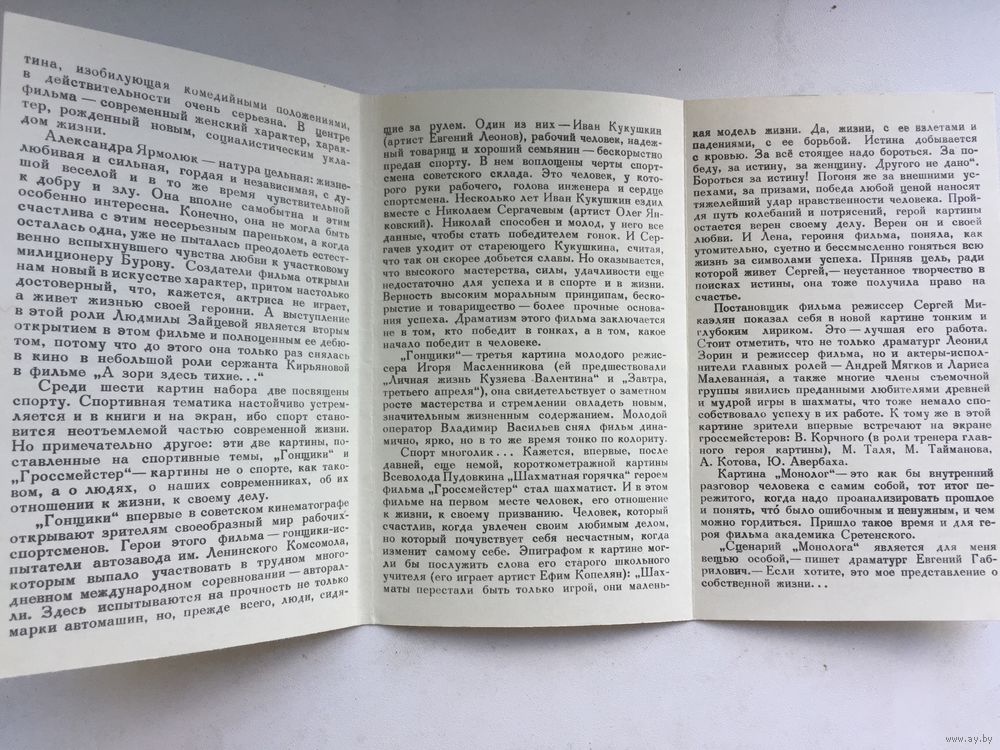 тина, изобилующая комедийными положениями,
в действительности очень серьезна. В центре
фильма — современный женский характер, харак-
тер, рожденный новым, социалистическим укла-
дом жизни.
Александра Ярмолюк — натура цельная: жизне-
любивая и сильная, гордая и независимая, с ду-
шой веселой и в то же время чувствительной
к добру и злу. Она вполне самобытна и этим
особенно интересна. Конечно, она не могла быть
счастлива с этим несерьезным пареньком, а когда
осталась одна, уже не пыталась преодолеть естест-
венно вспыхнувшего чувства любви к участковому
милиционеру Бурову. Создатели фильма открыли
нам новый в искусстве характер, притом настолько
достоверный, что, кажется, актриса не играет,
а живет жизнью своей героини. А выступление
в этой роли Людмилы Зайцевой является вторым
открытием в этом фильме и полноценным ее дебю-
том, потому что до этого она только раз снялась
в кино в небольшой роли сержанта Кирьяновой
в фильме „А зори здесь тихие. . .“
Среди шести картин набора две посвящены
спорту. Спортивная тематика настойчиво устрем-
ляется и в книги и на экран, ибо спорт стано-
вится неотъемлемой частью современной жизни.
Но примечательно другое: эти две картины, по-
ставленные на спортивные темы, „Гонщики“ и
„Гроссмейстер“ — картины не о спорте, как тако-
вом, а о людях, о наших современниках, об их
отношении к жизни, к своему делу.
„Гонщики“ впервые в советском кинематографе
открывают зрителям своеобразный мир рабочих-
спортсменов. Герои этого фильма — гонщики-ис-
пытатели автозавода им. Ленинского Комсомола,
которым выпало участвовать в трудном много-
дневном международном соревновании — авторал-
ли. Здесь испытываются на прочность не только
марки автомашин, но, прежде всего, люди, сидя-
щие за рулем. Один из них — Иван Кукушкин
(артист Евгений Леонов), рабочий человек, надеж-
ный товарищ и хороший семьянин — бескорыстно
предан спорту. В нем воплощены черты спорт-
смена советского склада. Это человек, у кото-
рого руки рабочего, голова инженера и сердце
спортсмена. Несколько лет Иван Кукушкин ездил
вместе с Николаем Сергачевым (артист Олег Ян-
ковский). Николай способен и молод, у него все
данные, чтобы стать победителем гонок. И Сер-
гачев уходит от стареющего Кукушкина, считая,
что так он скорее добьется славы. Но оказывается,
что высокого мастерства, силы, удачливости еще
недостаточно для успеха и в спорте и в жизни.
Верность высоким моральным принципам, беско-
рыстие и товарищество — более прочные основа-
ния успеха. Драматизм этого фильма заключается
не в том, кто победит в гонках, а в том, какое
начало победит в человеке.
„Гонщики“ — третья картина молодого режис-
сера Игоря Масленникова (ей предшествовали
„Личная жизнь Кузяева Валентина“ и „Завтра,
третьего апреля“), она свидетельствует о заметном
росте мастерства и стремлении овладеть новым,
значительным жизненным содержанием. Молодой
оператор Владимир Васильев снял фильм дина-
мично, ярко, но в то же время тонко по колориту.
Спорт многолик. . . Кажется, впервые, после
давней, еще немой, короткометражной картины
Всеволода Пудовкина „Шахматная горячка“ героем
фильма „Гроссмейстер“ стал шахматист. И в этом
фильме на первом месте человек, его отношение
к жизни, к своему призванию. Человек, который
счастлив, когда увлечен своим любимым делом,
но который почувствует себя несчастным, когда
изменит самому себе. Эпиграфом к картине мог-
ли бы послужить слова его старого школьного
учителя (его играет артист Ефим Копелян): „Шах-
маты перестали быть только игрой, они малень-
кая модель жизни. Да, жизни, с ее взлетами и
падениями, с ее борьбой. Истина добывается
с кровью. За всё стоящее надо бороться. За по-
беду, за истину, за женщину. Другого не дано“.
Бороться за истину! Погоня же за внешними ус-
пехами, за призами, победа любой ценой наносят
тяжелейший удар нравственности человека. Прой-
дя путь колебаний и потрясений, герой картины
остается верен своему делу. Верен он и своей
любви. И Лена, героиня фильма, поняла, как
утомительно, суетно и бессмысленно гоняться всю
жизнь за символами успеха. Приняв цель, ради
которой живет Сергей, — неустанное творчество в
поисках истины, она тоже получила право на
счастье.
Постановщик фильма режиссер Сергей Ми-
каэлян показал себя в новой картине тонким и
глубоким лириком. Это — лучшая его работа.
Стоит отметить, что не только драматург Леонид
Зорин и режиссер фильма, но и актеры-испол-
нители главных ролей — Андрей Мягков и Лариса
Малеванная, а также многие члены съемочной
группы явились преданными любителями древней
и мудрой игры в шахматы, что тоже немало спо-
собствовало успеху в их работе. К тому же в этой
картине зрители впервые встречают на экране
гроссмейстеров: В. Корчного (в роли тренера глав-
ного героя картины), М. Таля, М. Тайманова,
А. Котова, Ю. Авербаха.
Картина „Монолог“ — это как бы внутренний
разговор человека с самим собой, тот итог пе-
режитого, когда надо проанализировать прошлое
и понять, что́ было ошибочным и ненужным, и чем
можно гордиться. Пришло такое время и для ге-
роя фильма академика Сретенского.
„Сценарий „Монолога“ является для меня
вещью особой, — пишет драматург Евгений Габ-
рилович. — Если хотите, это мое представление о
собственной жизни. . .
www.ay.by